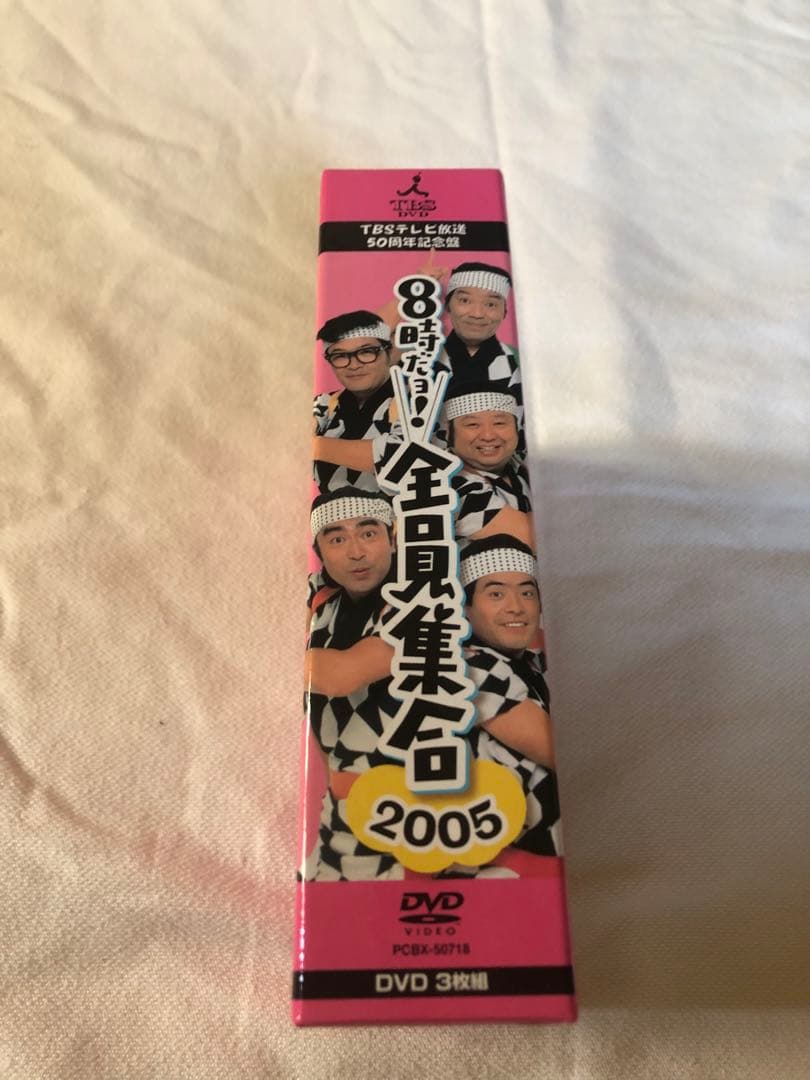 TBS
DVD
TBSテレビ放送
50周年記念盤
8時だョ!
全員集合
2005
DVD
VIDEO
PCBX-50718
DVD 3枚組